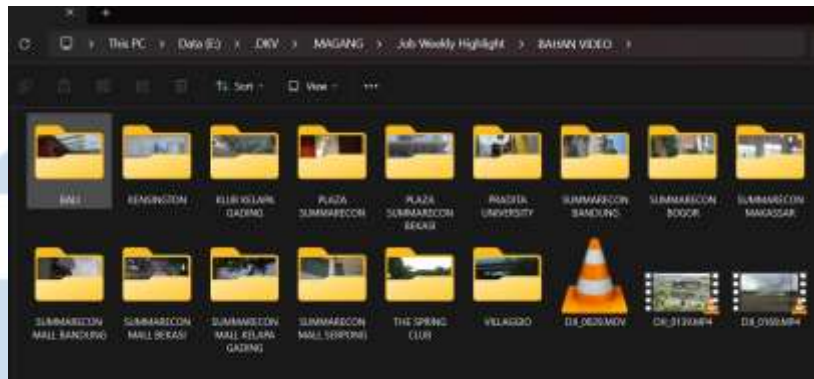 This PC > Data (E:) > .DKV > MAGANG > Job Weekly Highlight > BAHAN VIDEO >
Sort
View
BALI
KENSINGTON
KLUB KELAPA
GADING
PLAZA
SUMMARECON
PLAZA
SUMMARECON
BEKASI
PRADITA
UNIVERSITY
SUMMARECON
BANDUNG
SUMMARECON
BOGOR
SUMMARECON
MAKASSAR
SUMMARECON
MALL BANDUNG
SUMMARECON
MALL BEKASI
SUMMARECON
MALL KELAPA
GADING
SUMMARECON
MALL SERPONG
THE SPRING
CLUB
VILLAGGIO
DJI_0029.MOV
DJI_0139.MP4
DJI_0169.MP4